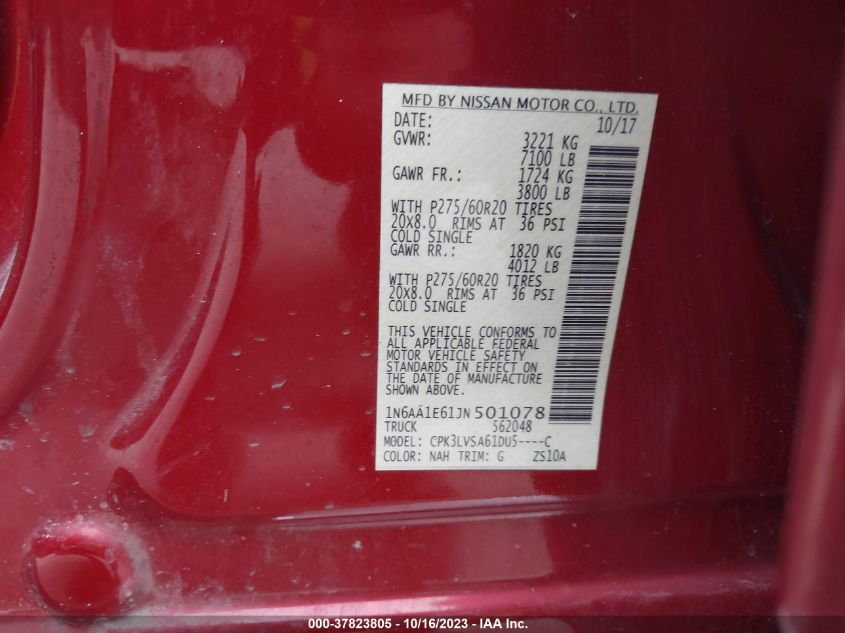 MFD BY NISSAN MOTOR CO., LTD.
DATE: 10/17
GVWR: 3221 KG
7100 LB
GAWR FR.: 1724 KG
3800 LB
WITH P275/60R20 TIRES
20X8.0 RIMS AT 36 PSI
COLD SINGLE
GAWR RR.: 1820 KG
4012 LB
WITH P275/60R20 TIRES
20X8.0 RIMS AT 36 PSI
COLD SINGLE
THIS VEHICLE CONFORMS TO
ALL APPLICABLE FEDERAL
MOTOR VEHICLE SAFETY
STANDARDS IN EFFECT ON
THE DATE OF MANUFACTURE
SHOWN ABOVE.
1N6AA1E61JN501078
TRUCK 562048
MODEL: CPK3LVSA61DU5----C
COLOR: NAH TRIM: G ZS10A
000-37823805 - 10/16/2023 - IAA Inc.